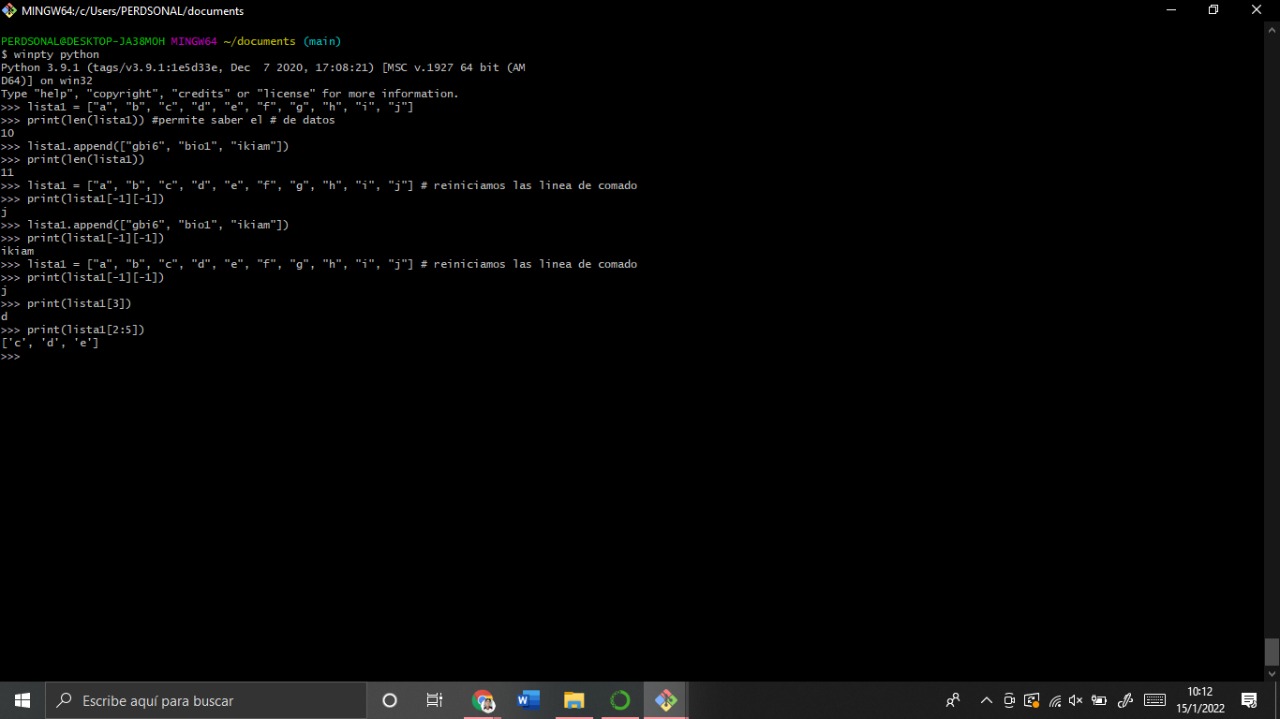 MINGW64:/c/Users/PERDSONAL/documents
PERDSONAL@DESKTOP-JA38MOH MINGW64 ~/documents (main)
$ winpty python
Python 3.9.1 (tags/v3.9.1:1e5d33e, Dec  7 2020, 17:08:21) [MSC v.1927 64 bit (AM
D64)] on win32
Type "help", "copyright", "credits" or "license" for more information.
>>> lista1 = ["a", "b", "c", "d", "e", "f", "g", "h", "i", "j"]
>>> print(len(lista1)) #permite saber el # de datos
10
>>> lista1.append(["gbi6", "bio1", "ikiam"])
>>> print(len(lista1))
11
>>> lista1 = ["a", "b", "c", "d", "e", "f", "g", "h", "i", "j"] # reiniciamos las linea de comado
>>> print(lista1[-1][-1])
j
>>> lista1.append(["gbi6", "bio1", "ikiam"])
>>> print(lista1[-1][-1])
ikiam
>>> lista1 = ["a", "b", "c", "d", "e", "f", "g", "h", "i", "j"] # reiniciamos las linea de comado
>>> print(lista1[-1][-1])
j
>>> print(lista1[3])
d
>>> print(lista1[2:5])
['c', 'd', 'e']
>>>
Escribe aquí para buscar
10:12
15/1/2022